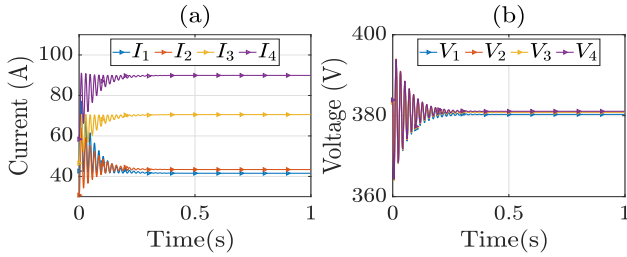 (a)
I1 I2 I3 I4
Current (A)
100
80
60
40
0 0.5 1
Time(s)
(b)
V1 V2 V3 V4
Voltage (V)
400
380
360
0 0.5 1
Time(s)